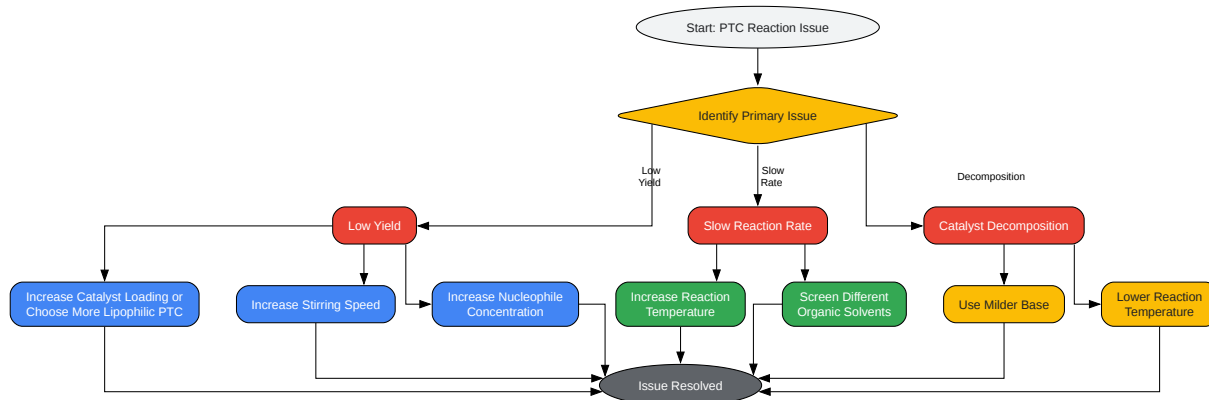 Start: PTC Reaction Issue
Identify Primary Issue
Low
Yield
Slow
Rate
Decomposition
Low Yield
Slow Reaction Rate
Catalyst Decomposition
Increase Catalyst Loading or
Choose More Lipophilic PTC
Increase Stirring Speed
Increase Nucleophile
Concentration
Increase Reaction
Temperature
Screen Different
Organic Solvents
Use Milder Base
Lower Reaction
Temperature
Issue Resolved